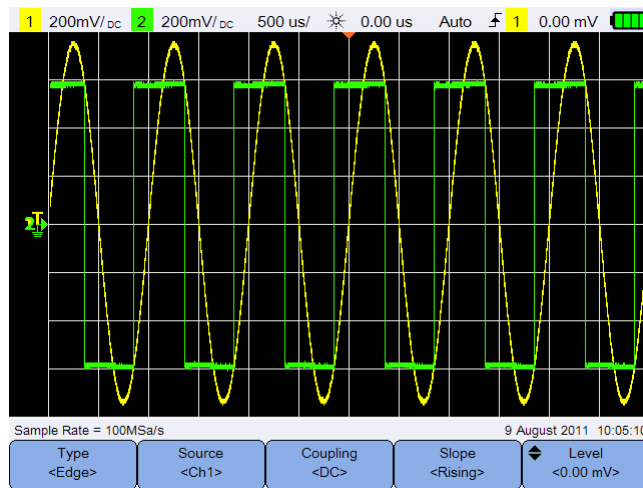 1 200mV/ DC 2 200mV/ DC 500 us/ 0.00 us Auto 1 0.00 mV
2 T
Sample Rate = 100MSa/s 9 August 2011 10:05:10
Type Source Coupling Slope Level
<Edge> <Ch1> <DC> <Rising> <0.00 mV>